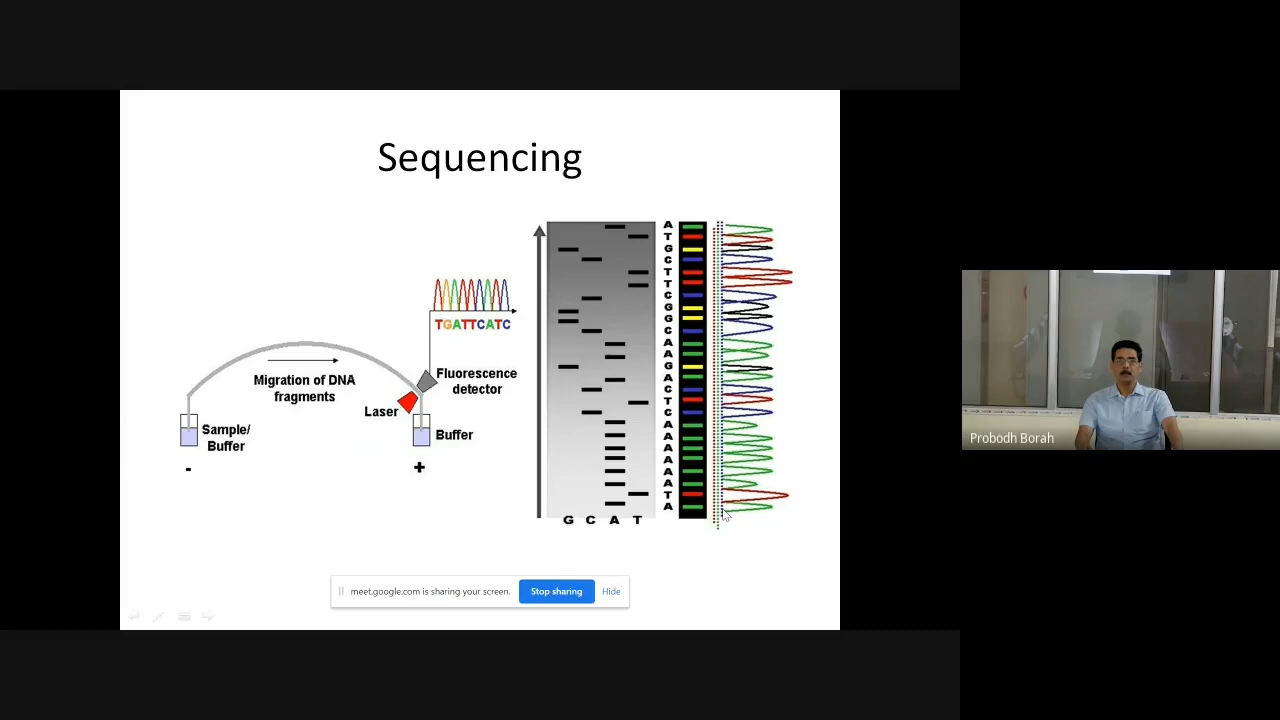 Sequencing
TGATTCATC
Migration of DNA
fragments
Fluorescence
detector
Laser
Sample/
Buffer
Buffer
-
+
A
T
G
C
T
T
C
G
G
C
A
A
G
A
C
T
C
A
A
A
A
A
A
T
A
G C A T
meet.google.com is sharing your screen.
Stop sharing
Hide
Probodh Borah